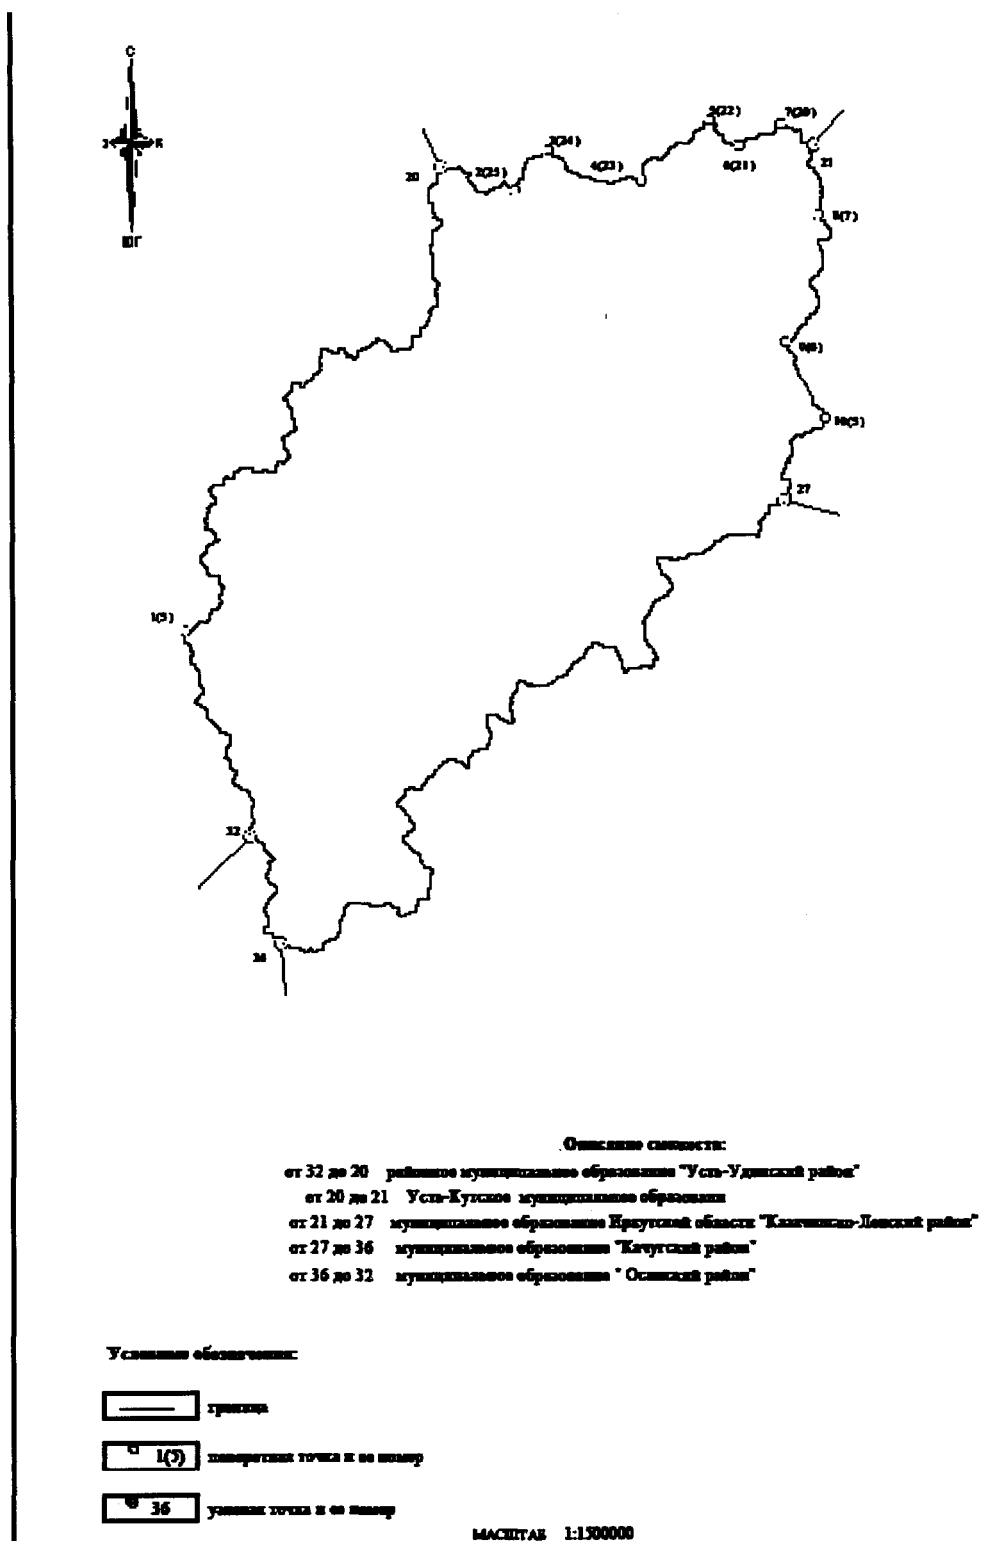 С
З
ЮГ
20
2(25)
3(24)
4(23)
5(22)
6(21)
7(20)
21
8(7)
9(6)
10(5)
27
1(5)
32
36
Описание смежеств:
от 32 до 20 районное муниципальное образование "Усть-Удинский район"
от 20 до 21 Усть-Кутское муниципальное образовани
от 21 до 27 муниципальное образование Иркутской области "Казачинско-Ленский район"
от 27 до 36 муниципальное образование "Качугский район"
от 36 до 32 муниципальное образование " Осинский район"
Условные обозначения:
граница
1(5) поворотная точка и ее номер
36 узловая точка и ее номер
МАСШТАБ 1:1500000